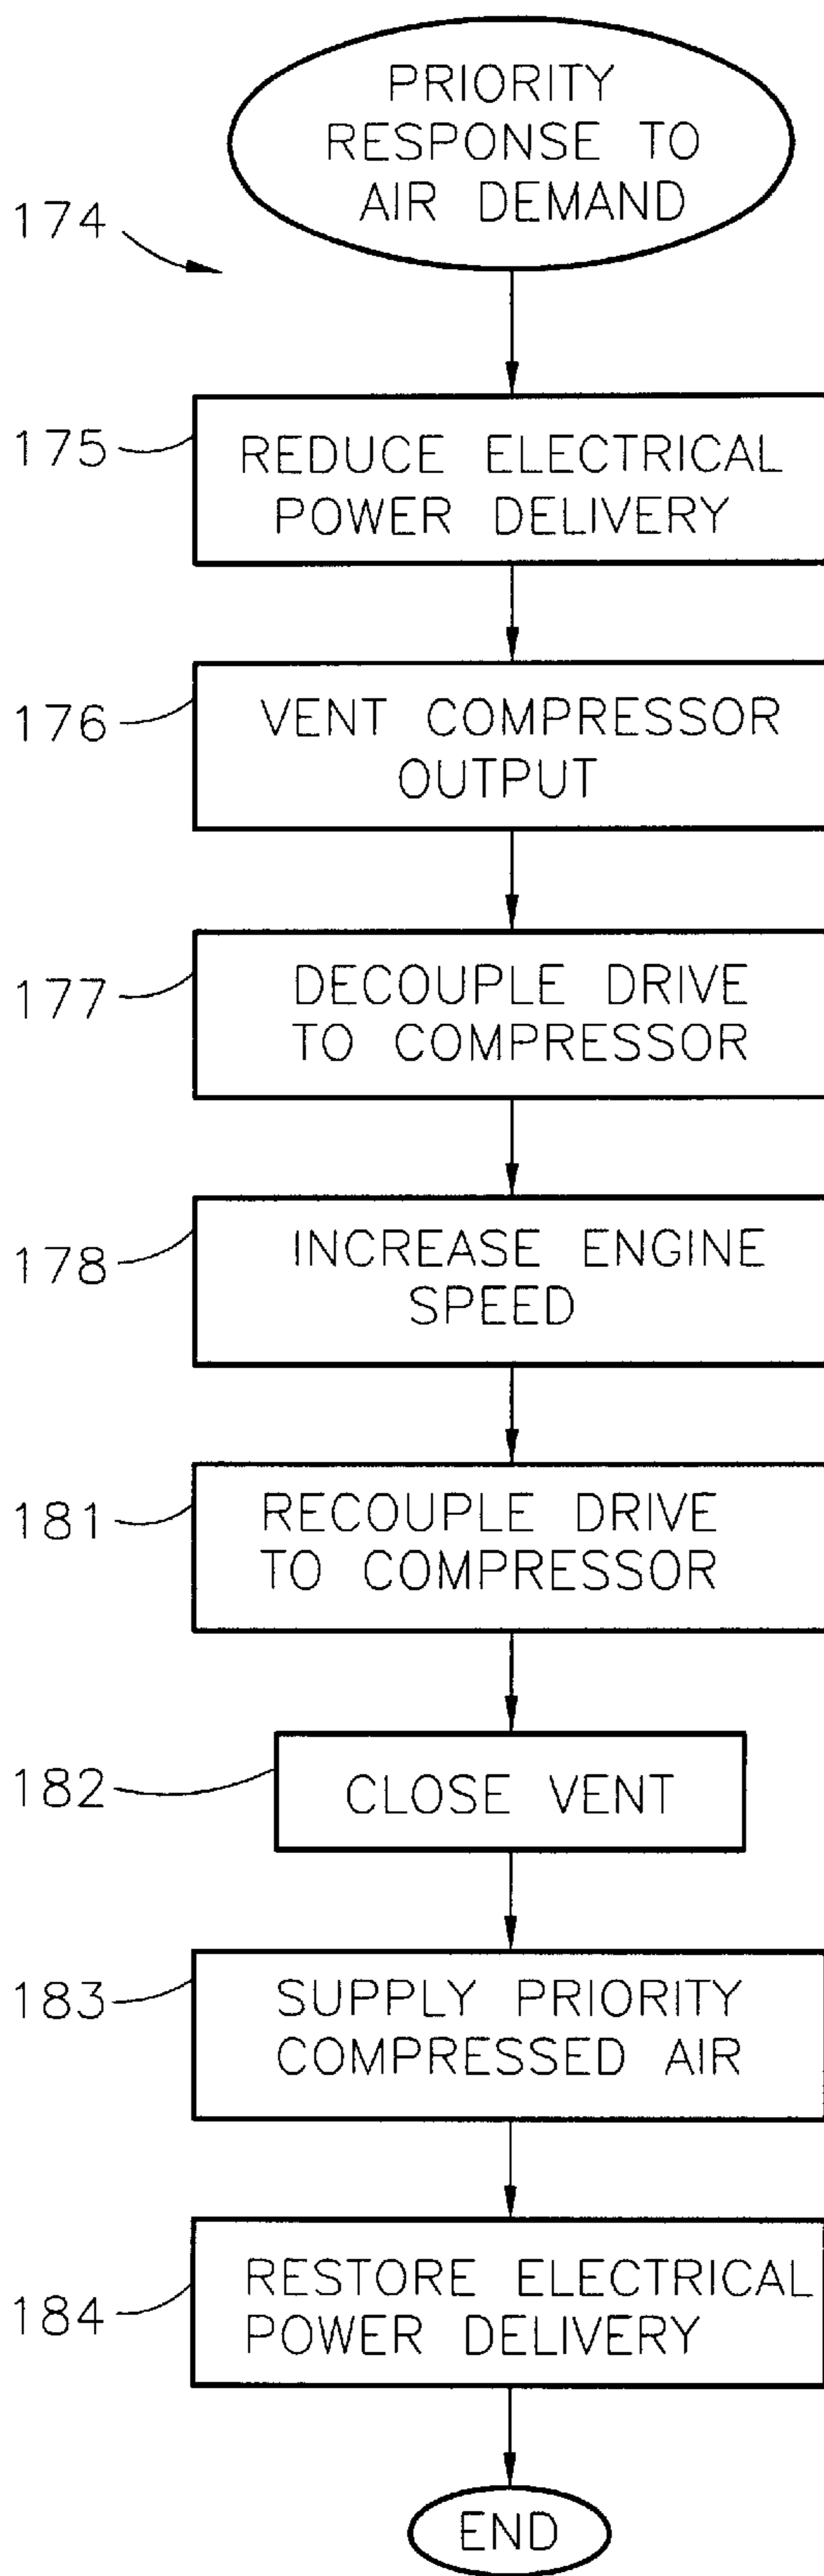 PRIORITY
RESPONSE TO
AIR DEMAND
174
175
REDUCE ELECTRICAL
POWER DELIVERY
176
VENT COMPRESSOR
OUTPUT
177
DECOUPLE DRIVE
TO COMPRESSOR
178
INCREASE ENGINE
SPEED
181
RECOUPLE DRIVE
TO COMPRESSOR
182
CLOSE VENT
183
SUPPLY PRIORITY
COMPRESSED AIR
184
RESTORE ELECTRICAL
POWER DELIVERY
END